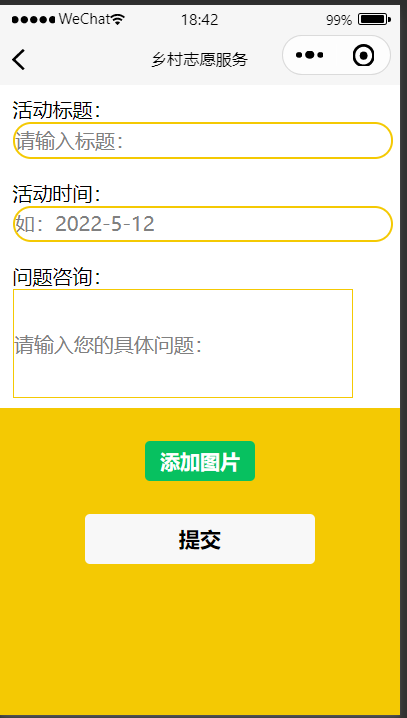 WeChat 18:42 99%
乡村志愿服务
活动标题：
请输入标题：
活动时间：
如：2022-5-12
问题咨询：
请输入您的具体问题：
添加图片
提交